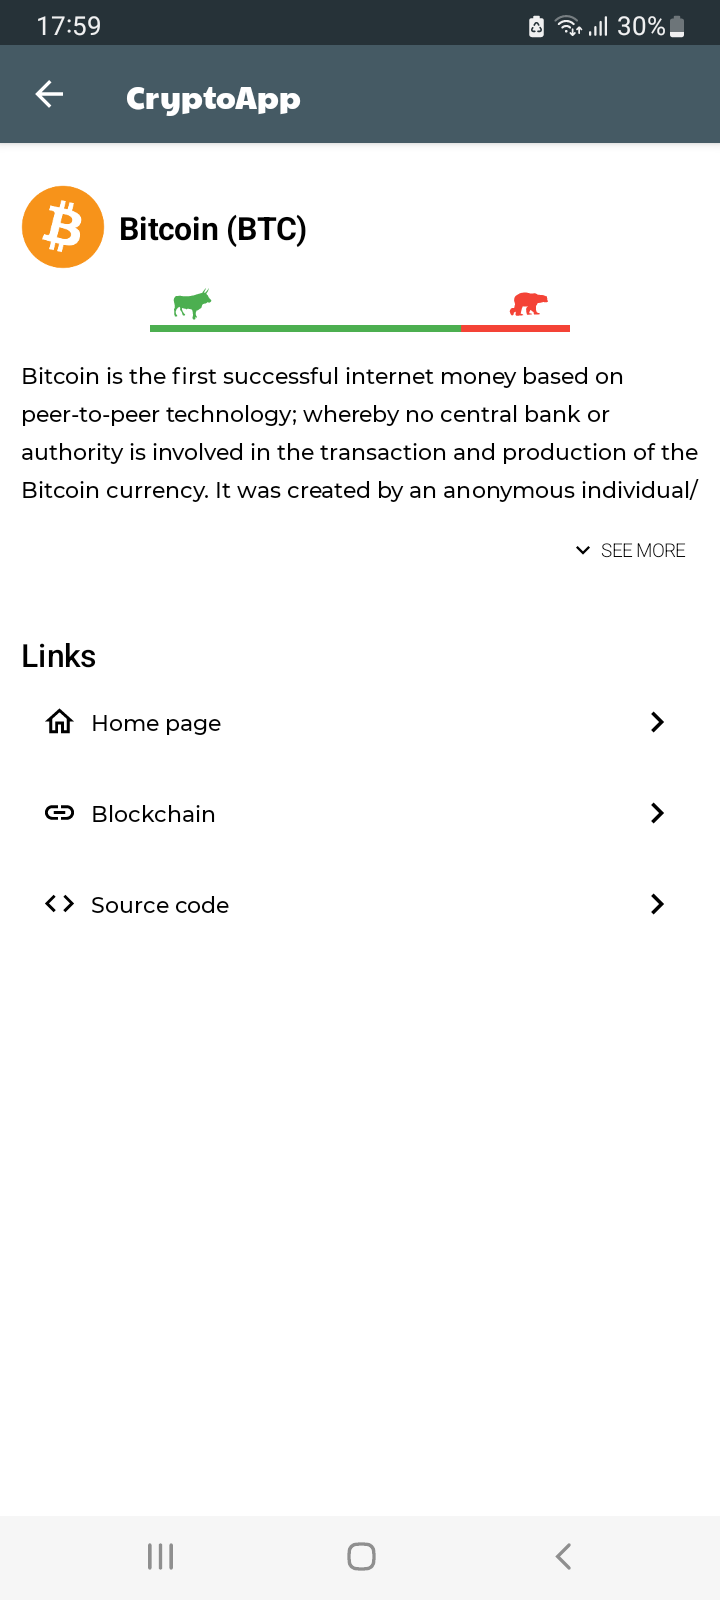 17:59
30%
CryptoApp
Bitcoin (BTC)
Bitcoin is the first successful internet money based on
peer-to-peer technology; whereby no central bank or
authority is involved in the transaction and production of the
Bitcoin currency. It was created by an anonymous individual/
SEE MORE
Links
Home page
Blockchain
Source code